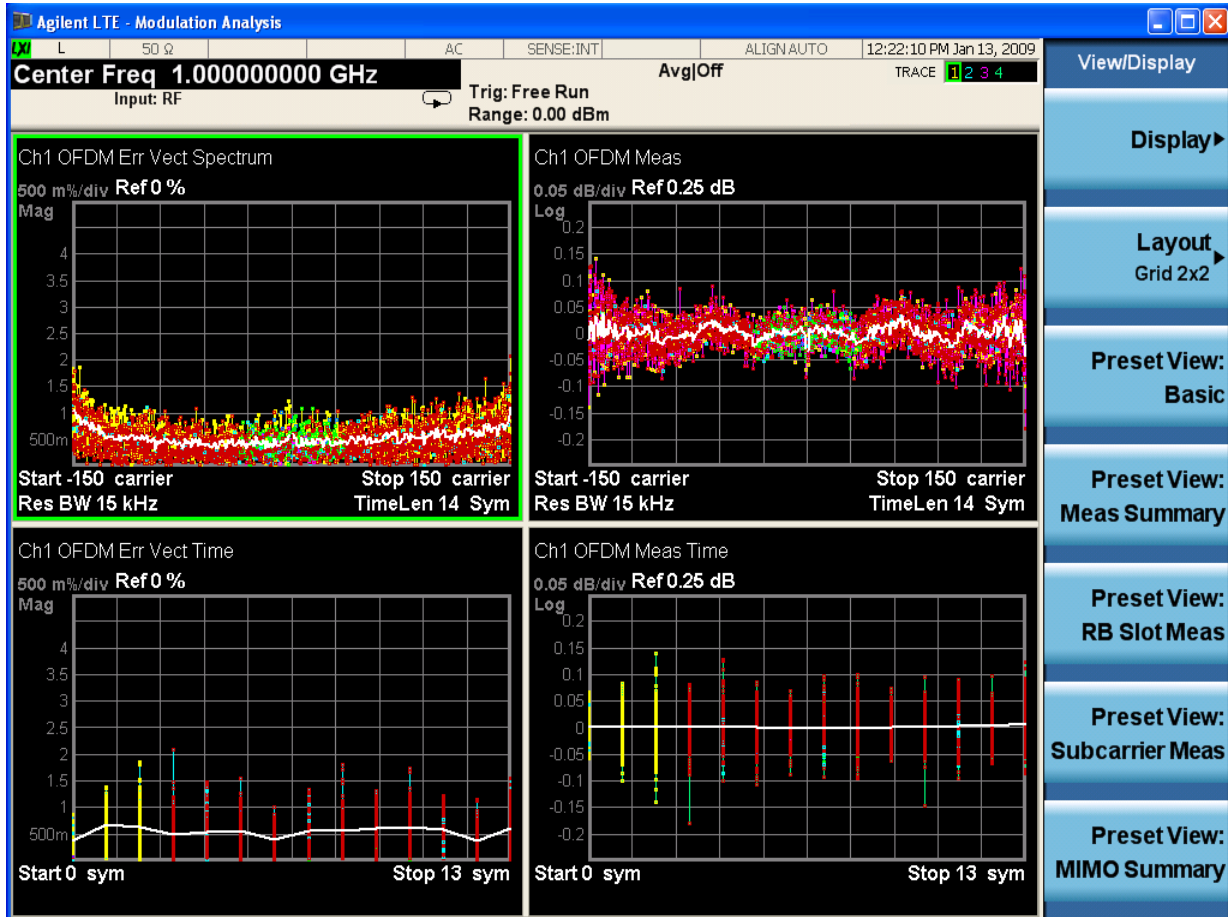 Agilent LTE - Modulation Analysis
LXI L 50 Ω AC SENSE:INT ALIGN AUTO 12:22:10 PM Jan 13, 2009
Center Freq 1.000000000 GHz
Avg|Off
TRACE 1 2 3 4
Input: RF
Trig: Free Run
Range: 0.00 dBm
Ch1 OFDM Err Vect Spectrum
500 m%/div Ref 0 %
Mag
4
3.5
3
2.5
2
1.5
1
500m
Start -150 carrier Stop 150 carrier
Res BW 15 kHz TimeLen 14 Sym
Ch1 OFDM Meas
0.05 dB/div Ref 0.25 dB
Log
0.2
0.15
0.1
0.05
0
-0.05
-0.1
-0.15
-0.2
Start -150 carrier Stop 150 carrier
Res BW 15 kHz TimeLen 14 Sym
Ch1 OFDM Err Vect Time
500 m%/div Ref 0 %
Mag
4
3.5
3
2.5
2
1.5
1
500m
Start 0 sym Stop 13 sym
Ch1 OFDM Meas Time
0.05 dB/div Ref 0.25 dB
Log
0.2
0.15
0.1
0.05
0
-0.05
-0.1
-0.15
-0.2
Start 0 sym Stop 13 sym
View/Display
Display
Layout
Grid 2x2
Preset View:
Basic
Preset View:
Meas Summary
Preset View:
RB Slot Meas
Preset View:
Subcarrier Meas
Preset View:
MIMO Summary